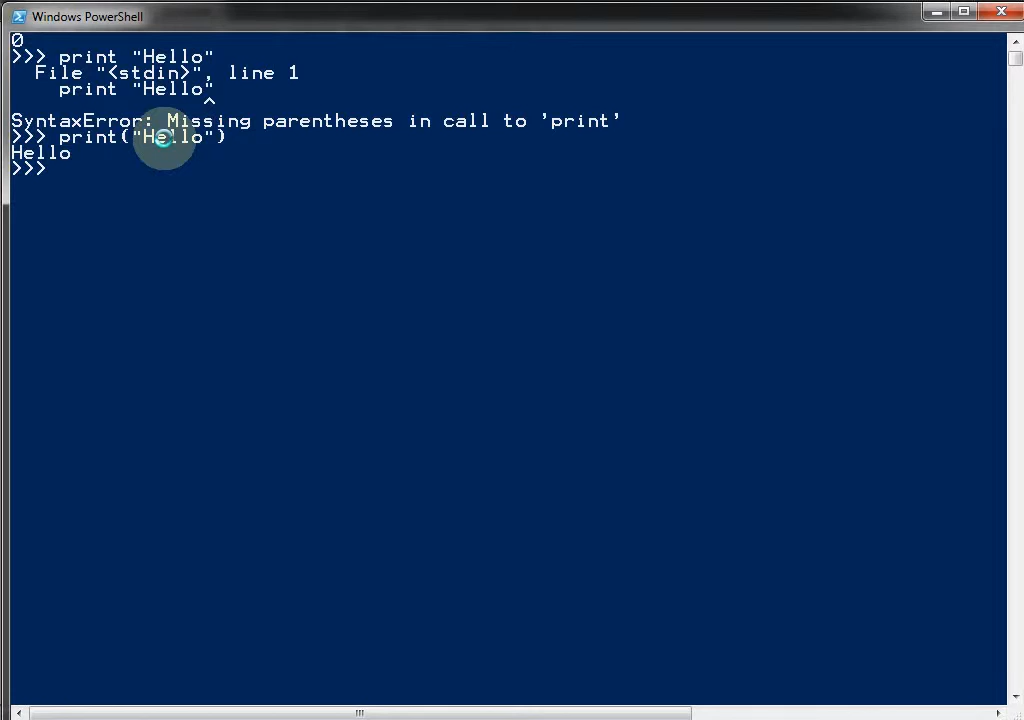 Windows PowerShell
0
>>> print "Hello"
  File "<stdin>", line 1
    print "Hello"
                ^
SyntaxError: Missing parentheses in call to 'print'
>>> print("Hello")
Hello
>>>